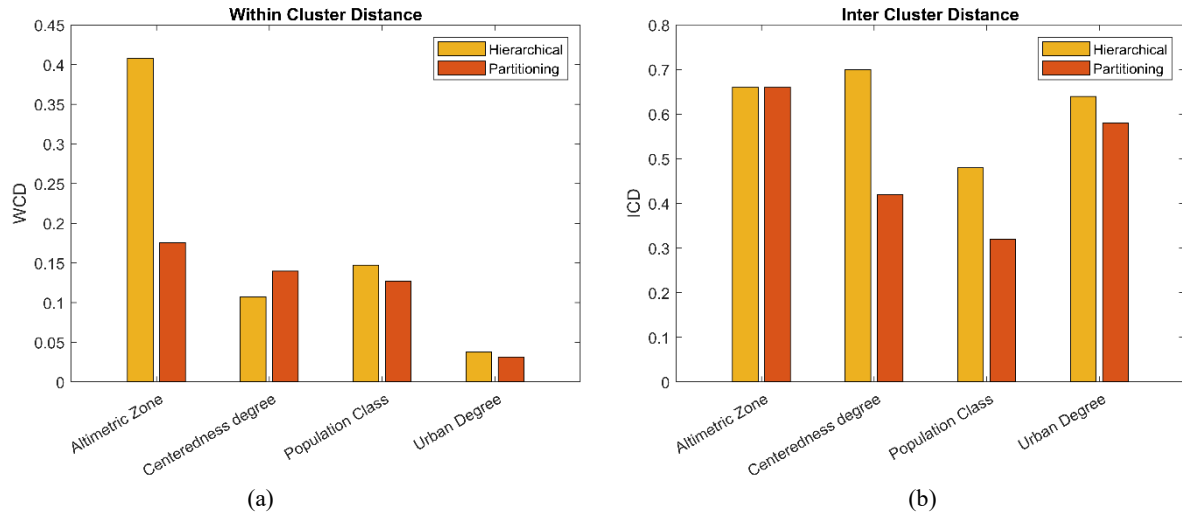 Within Cluster Distance
0.45
0.4
0.35
0.3
0.25
0.2
0.15
0.1
0.05
0
WCD
Hierarchical
Partitioning
Altimetric Zone
Centeredness degree
Population Class
Urban Degree
(a)
Inter Cluster Distance
0.8
0.7
0.6
0.5
0.4
0.3
0.2
0.1
0
ICD
Hierarchical
Partitioning
Altimetric Zone
Centeredness degree
Population Class
Urban Degree
(b)